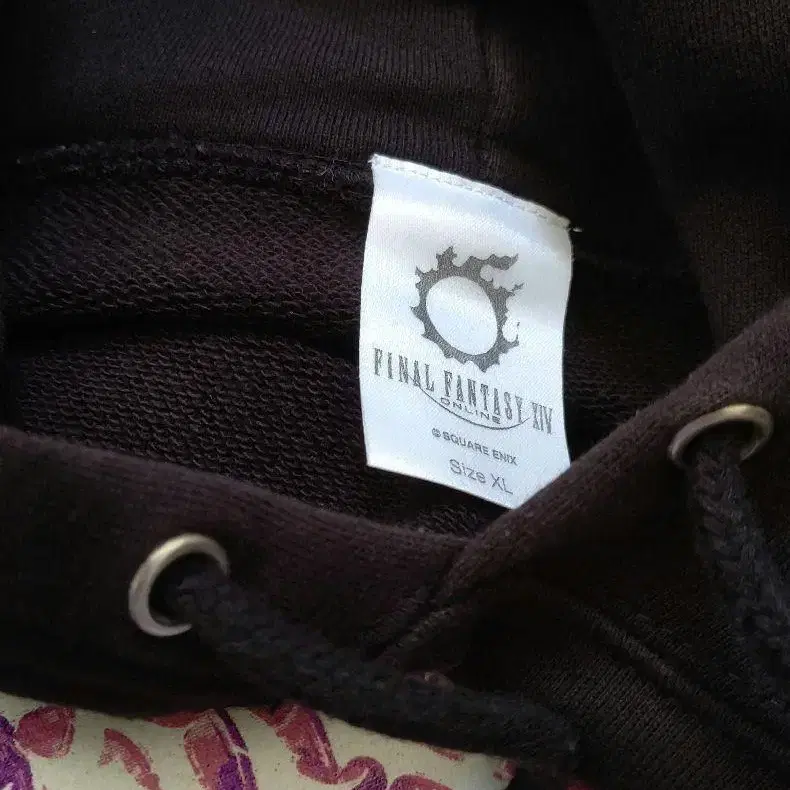 FINAL FANTASY XIV
ONLINE
© SQUARE ENIX
Size XL